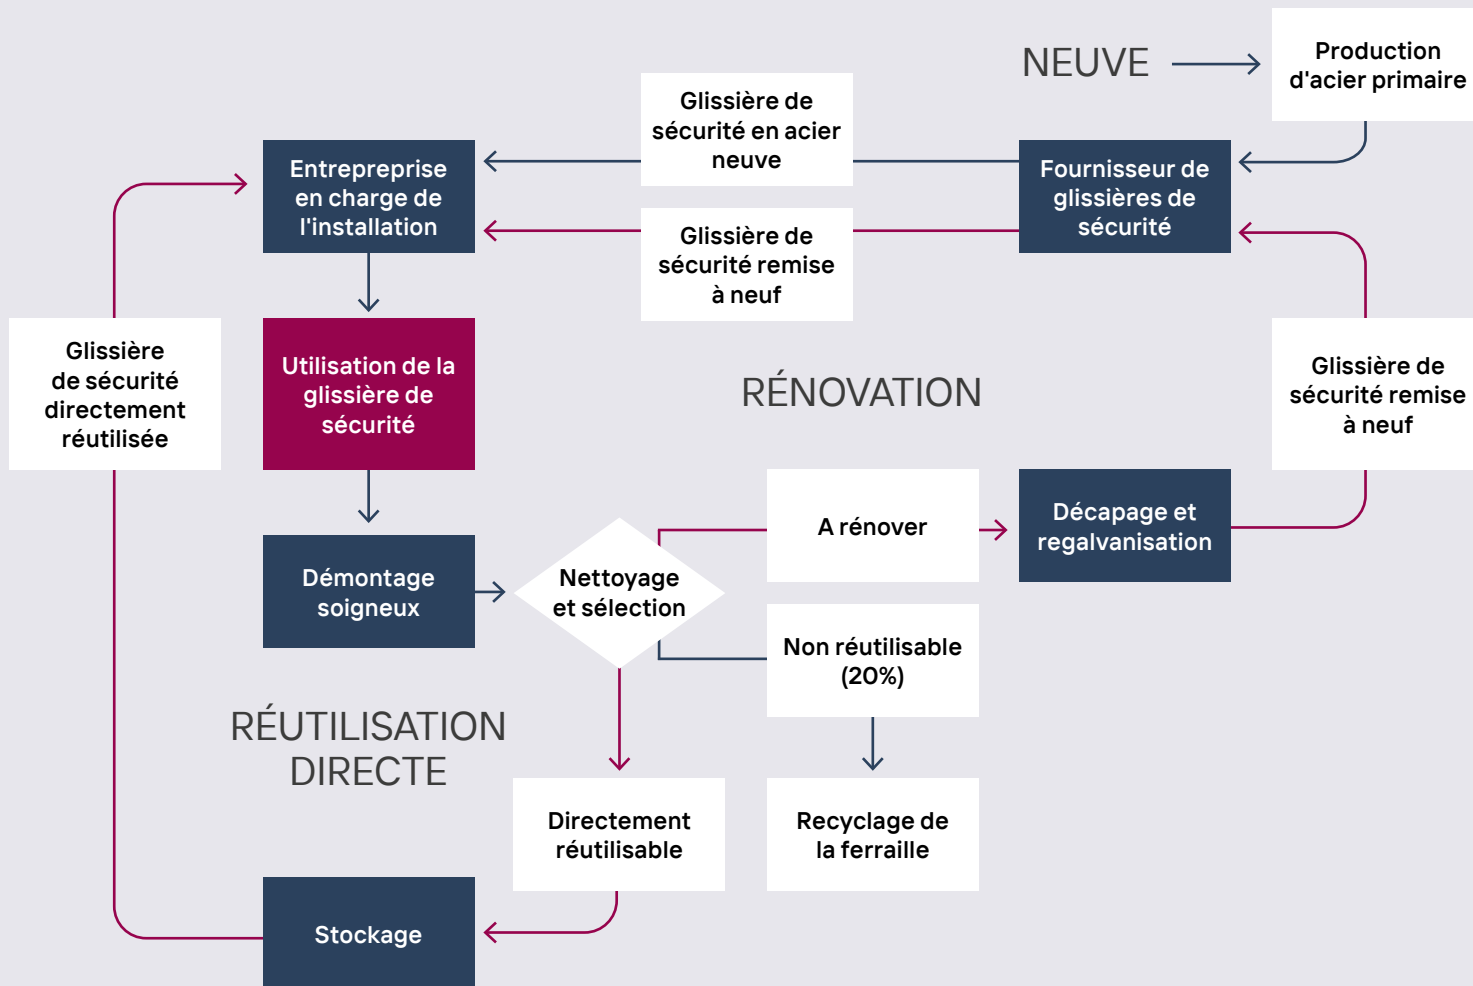 NEUVE
Production
d'acier primaire
Glissière de
sécurité en acier
neuve
Entrepreprise
en charge de
l'installation
Fournisseur de
glissières de
sécurité
Glissière de
sécurité remise
à neuf
Glissière
de sécurité
directement
réutilisée
Utilisation de la
glissière de
sécurité
RÉNOVATION
Glissière de
sécurité remise
à neuf
A rénover
Décapage et
regalvanisation
Démontage
soigneux
Nettoyage
et sélection
Non réutilisable
(20%)
RÉUTILISATION
DIRECTE
Directement
réutilisable
Recyclage de
la ferraille
Stockage